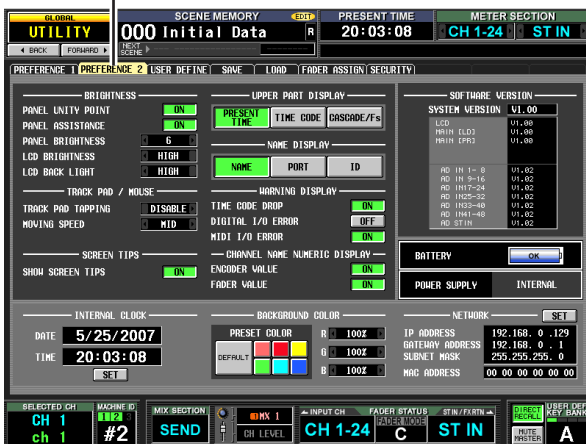 GLOBAL
UTILITY
BACK FORWARD
SCENE MEMORY EDIT
000 Initial Data R
NEXT SCENE
PRESENT TIME
20:03:08
METER SECTION
CH 1-24 ST IN
PREFERENCE 1 PREFERENCE 2 USER DEFINE SAVE LOAD FADER ASSIGN SECURITY
BRIGHTNESS
PANEL UNITY POINT ON
PANEL ASSISTANCE ON
PANEL BRIGHTNESS 6
LCD BRIGHTNESS HIGH
LCD BACK LIGHT HIGH
TRACK PAD / MOUSE
TRACK PAD TAPPING DISABLE
MOVING SPEED MID
SCREEN TIPS
SHOW SCREEN TIPS ON
UPPER PART DISPLAY
PRESENT TIME TIME CODE CASCADE/Fs
NAME DISPLAY
NAME PORT ID
WARNING DISPLAY
TIME CODE DROP ON
DIGITAL I/O ERROR OFF
MIDI I/O ERROR ON
CHANNEL NAME NUMERIC DISPLAY
ENCODER VALUE ON
FADER VALUE ON
SOFTWARE VERSION
SYSTEM VERSION V1.00
LCD V1.00
MAIN [LD] V1.00
MAIN [PR] V1.00
AD IN 1- 8 V1.02
AD IN 9-16 V1.02
AD IN17-24 V1.02
AD IN25-32 V1.02
AD IN33-40 V1.02
AD IN41-48 V1.02
AD STIN V1.02
BATTERY OK
POWER SUPPLY INTERNAL
INTERNAL CLOCK
DATE 5/25/2007
TIME 20:03:08
SET
BACKGROUND COLOR
PRESET COLOR
DEFAULT
R 100%
G 100%
B 100%
NETWORK SET
IP ADDRESS 192.168. 0 .129
GATEWAY ADDRESS 192.168. 0 . 1
SUBNET MASK 255.255.255. 0
MAC ADDRESS 00 00 00 00 00 00
SELECTED CH
CH 1
ch 1
MACHINE ID
1 2 3
#2
MIX SECTION
SEND
MX 1
CH LEVEL
INPUT CH FADER STATUS ST IN / FXRTN
CH 1-24
FADER MODE
C
ST IN
DIRECT RECALL
MUTE MASTER
USER DEF
KEY BANK
A